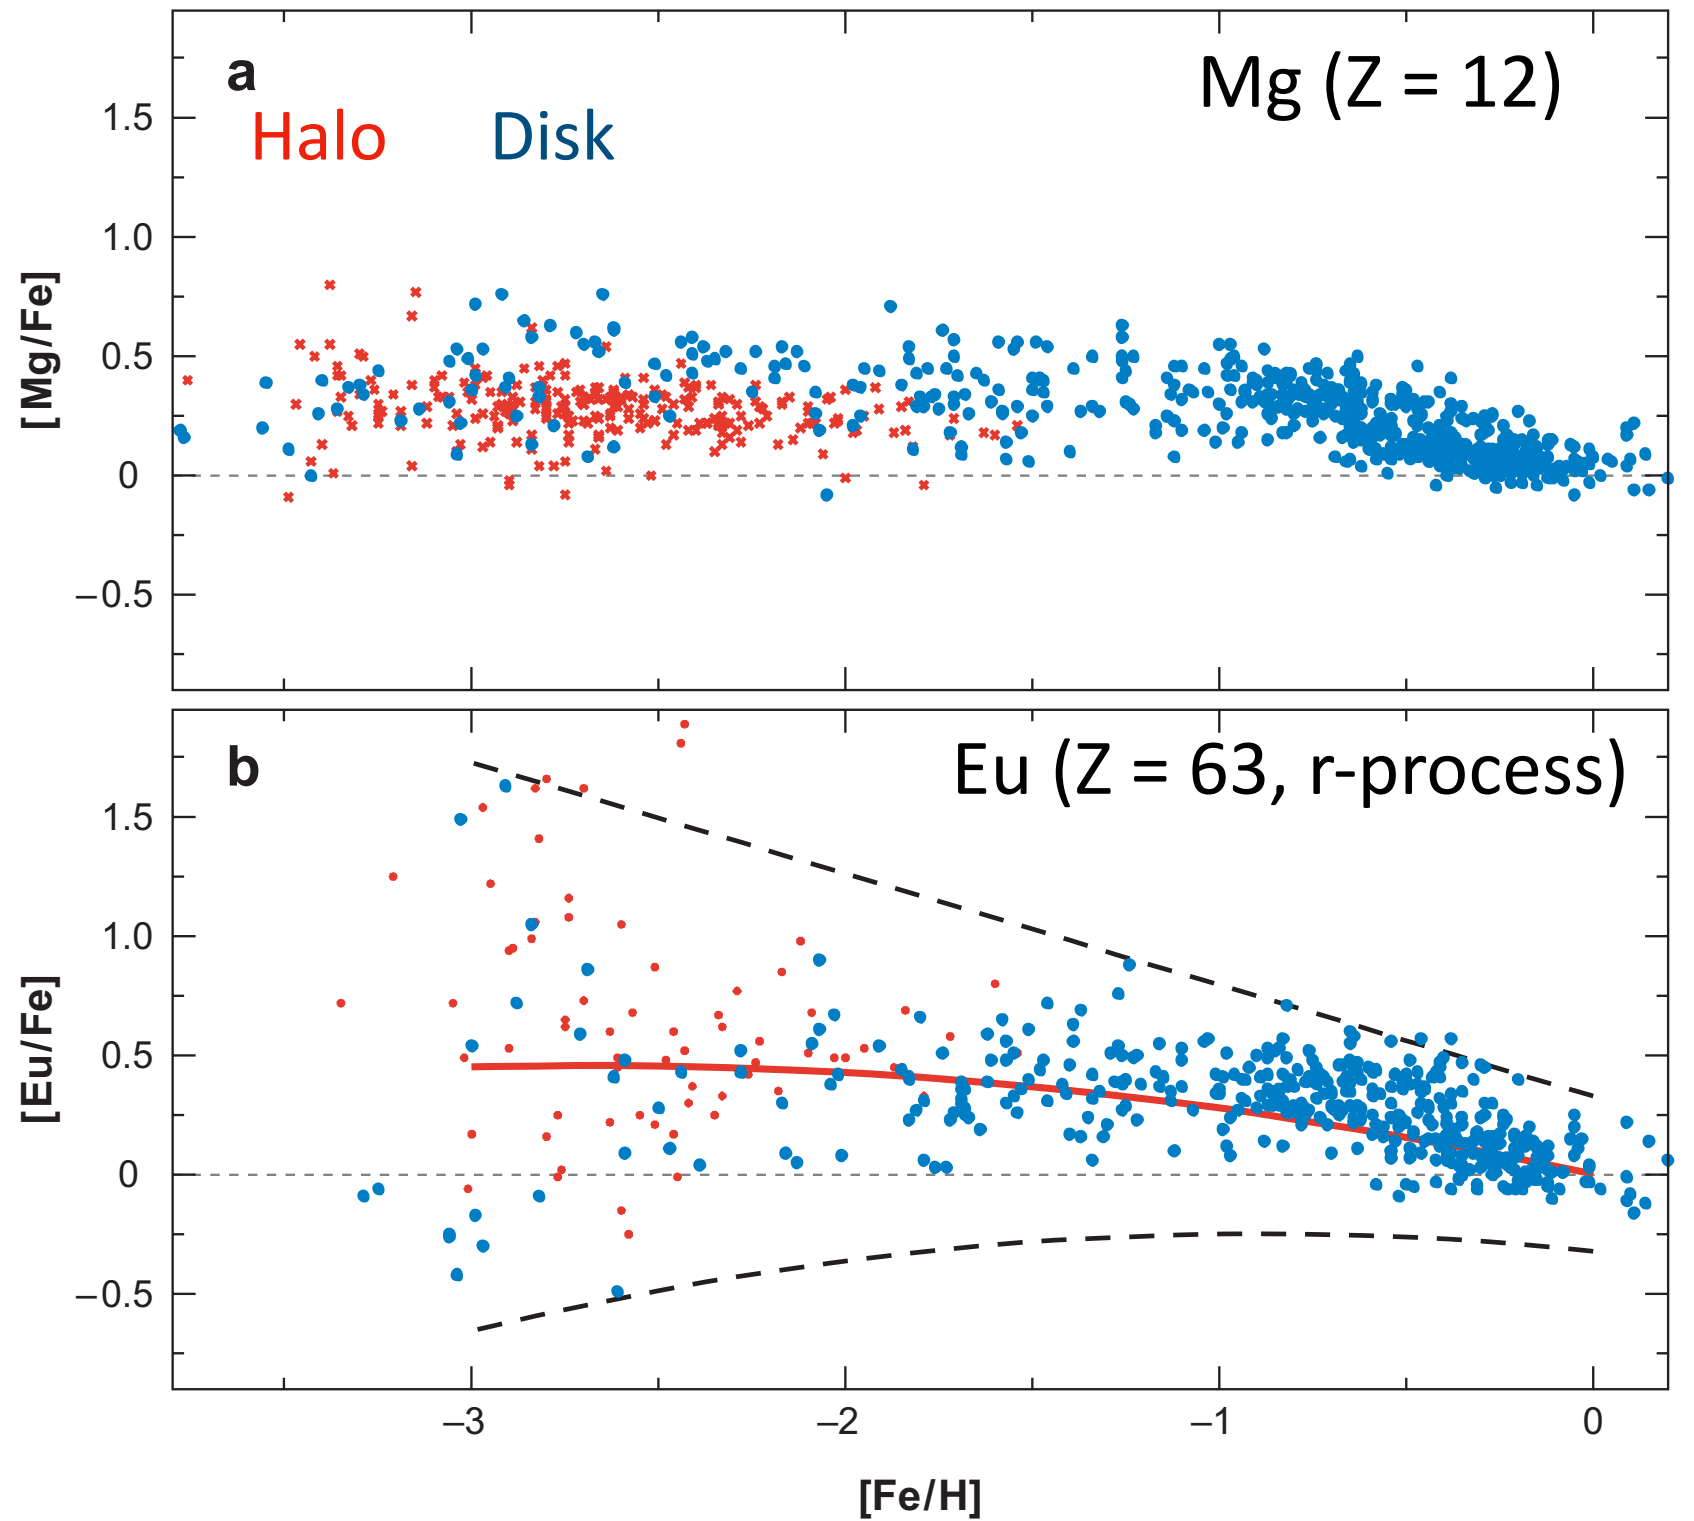 a
Mg (Z = 12)
Halo
Disk
1.5
1.0
0.5
0
–0.5
[Mg/Fe]
b
Eu (Z = 63, r-process)
1.5
1.0
0.5
0
–0.5
[Eu/Fe]
–3
–2
–1
0
[Fe/H]